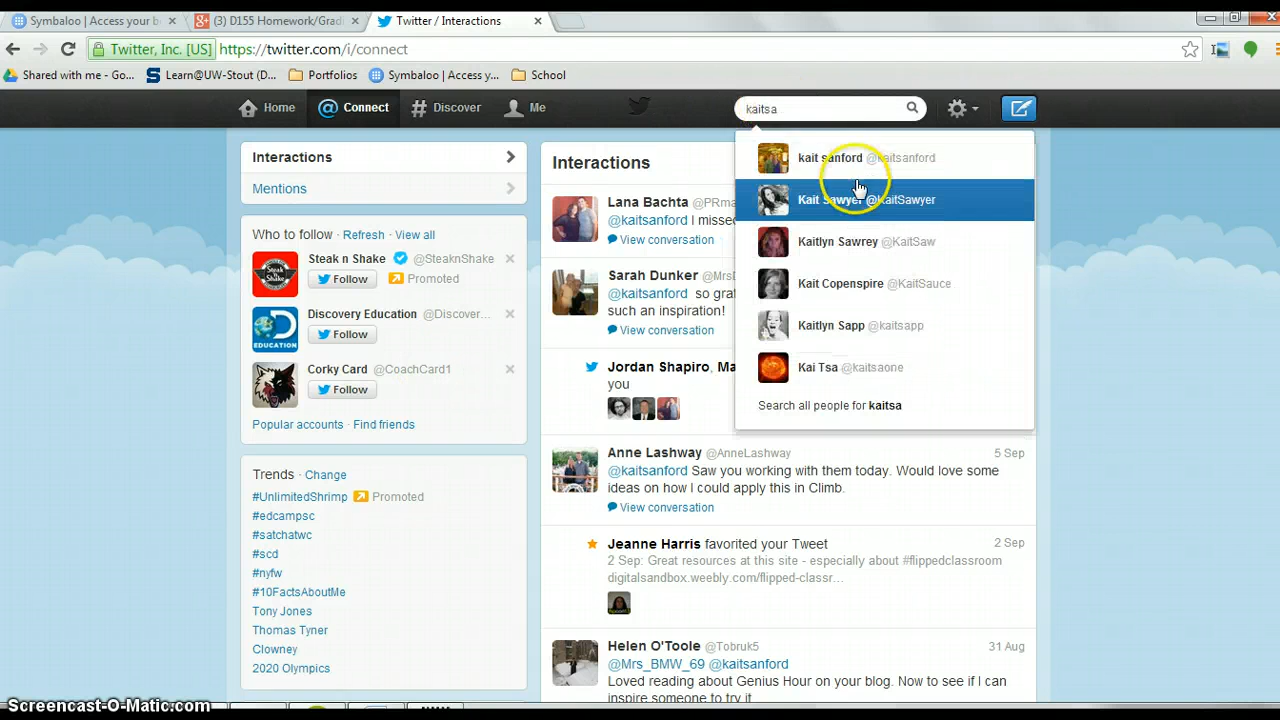 Symbaloo | Access your b
(3) D155 Homework/Gradi
Twitter / Interactions
Twitter, Inc. [US] https://twitter.com/i/connect
Shared with me - Go...
Learn@UW-Stout (D...
Portfolios
Symbaloo | Access y...
School
Home
Connect
Discover
Me
kaitsa
Interactions
Mentions
Who to follow · Refresh · View all
Steak n Shake @SteaknShake
Follow
Promoted
Discovery Education @Discover...
Follow
DISCOVERY
EDUCATION
Corky Card @CoachCard1
Follow
Popular accounts · Find friends
Trends · Change
#UnlimitedShrimp Promoted
#edcampsc
#satchatwc
#scd
#nyfw
#10FactsAboutMe
Tony Jones
Thomas Tyner
Clowney
2020 Olympics
Interactions
Lana Bachta @PRma
@kaitsanford I missed
View conversation
Sarah Dunker @MrsD
@kaitsanford so grat
such an inspiration!
View conversation
Jordan Shapiro, Ma
you
Anne Lashway @AnneLashway 5 Sep
@kaitsanford Saw you working with them today. Would love some
ideas on how I could apply this in Climb.
View conversation
Jeanne Harris favorited your Tweet 2 Sep
2 Sep: Great resources at this site - especially about #flippedclassroom
digitalsandbox.weebly.com/flipped-classr...
Helen O'Toole @Tobruk5 31 Aug
@Mrs_BMW_69 @kaitsanford
Loved reading about Genius Hour on your blog. Now to see if I can
inspire someone to try it
kait sanford @kaitsanford
Kait Sawyer @KaitSawyer
Kaitlyn Sawrey @KaitSaw
Kait Copenspire @KaitSauce
Kaitlyn Sapp @kaitsapp
Kai Tsa @kaitsaone
Search all people for kaitsa
Screencast-O-Matic.com